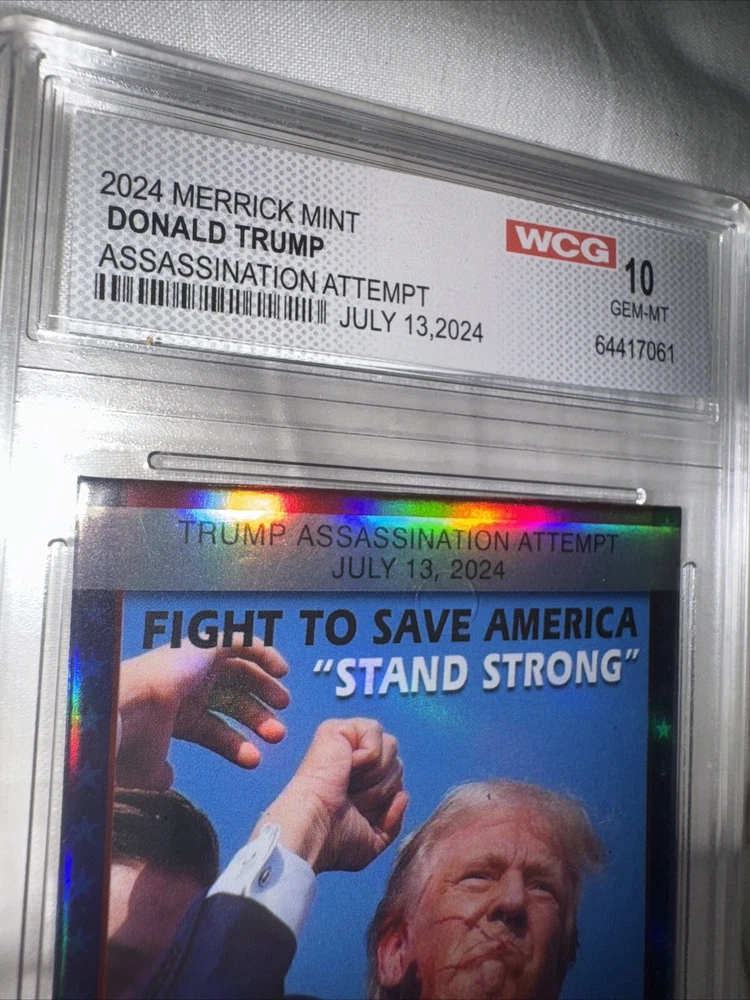 2024 MERRICK MINT
DONALD TRUMP
ASSASSINATION ATTEMPT
JULY 13,2024
WCG 10
GEM-MT
64417061
TRUMP ASSASSINATION ATTEMPT
JULY 13, 2024
FIGHT TO SAVE AMERICA
“STAND STRONG”